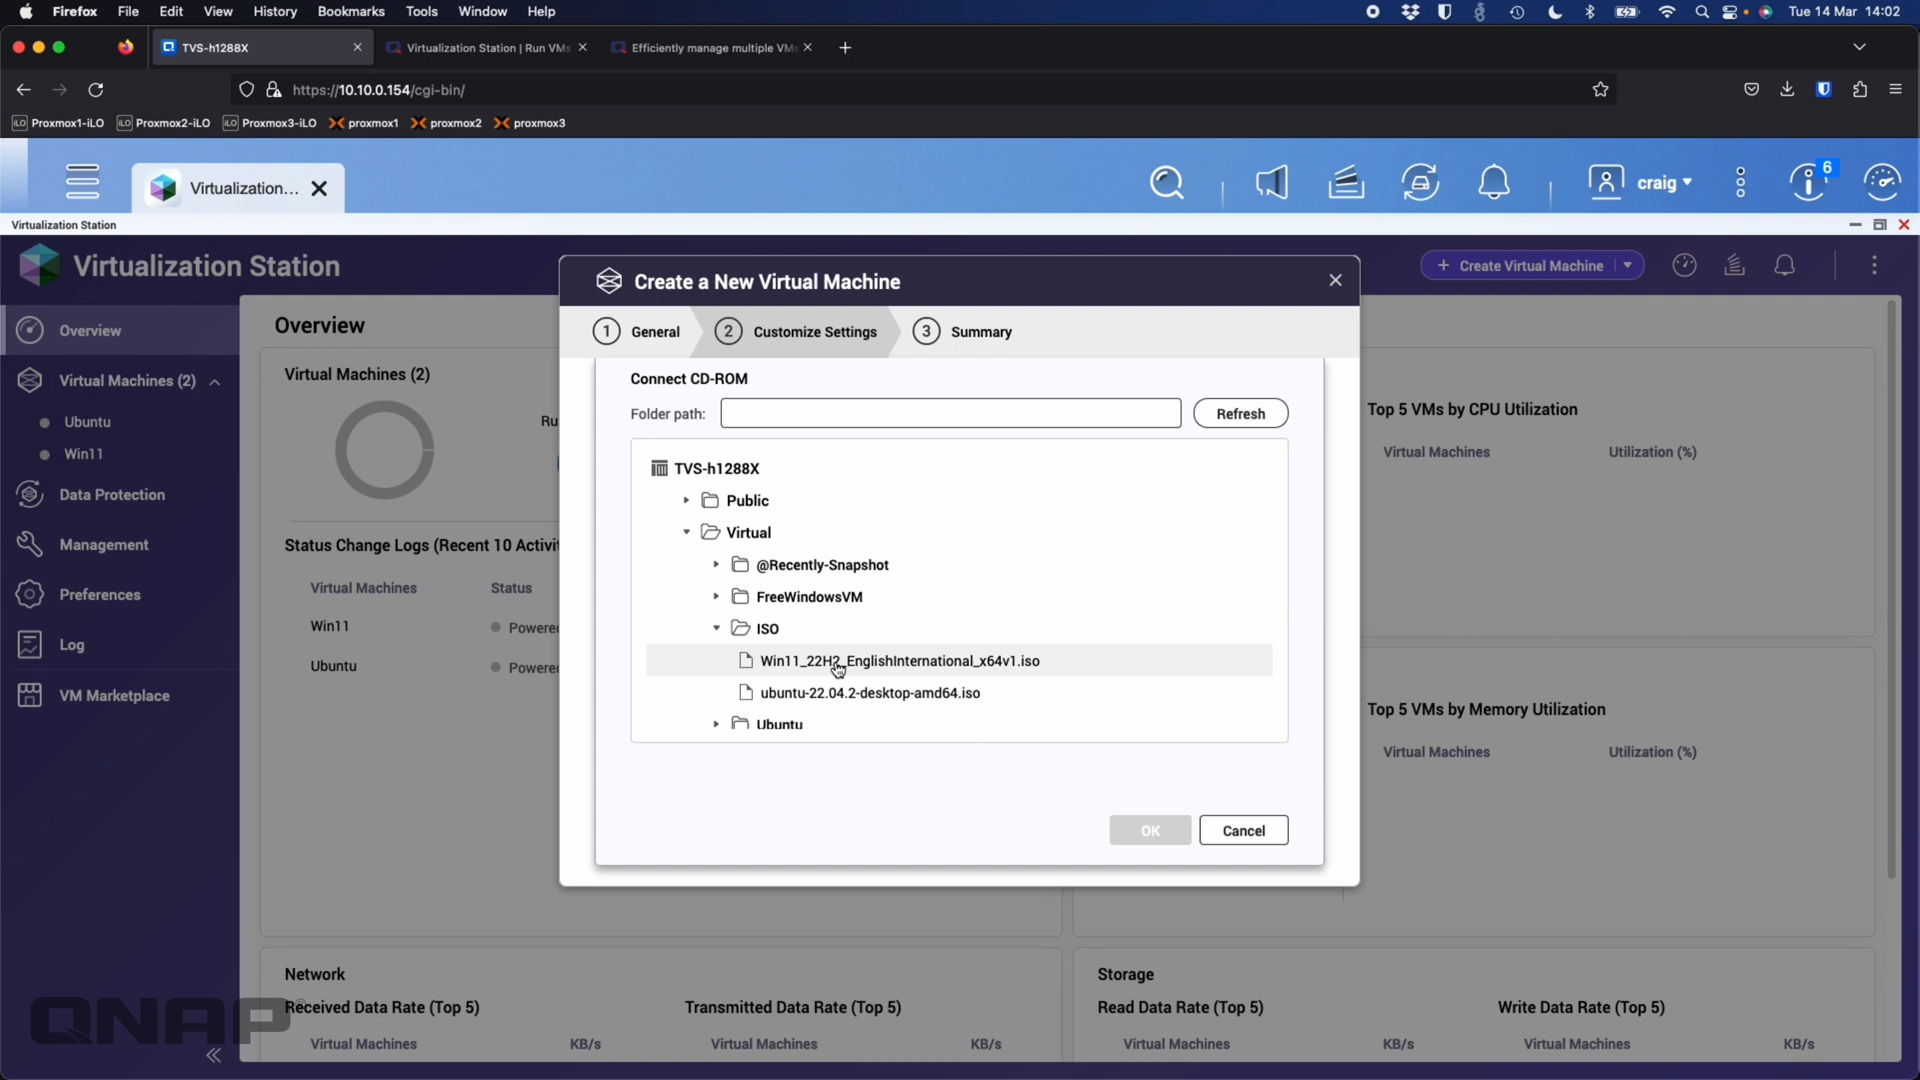 Firefox File Edit View History Bookmarks Tools Window Help Tue 14 Mar 14:02
TVS-h1288X Virtualization Station | Run VMs Efficiently manage multiple VMs
https://10.10.0.154/cgi-bin/
iLO Proxmox1-iLO iLO Proxmox2-iLO iLO Proxmox3-iLO proxmox1 proxmox2 proxmox3
Virtualization... craig 6
Virtualization Station
Virtualization Station
Create Virtual Machine
Overview
Virtual Machines (2)
Ubuntu
Win11
Data Protection
Management
Preferences
Log
VM Marketplace
Overview
Virtual Machines (2)
Ru
Status Change Logs (Recent 10 Activit
Virtual Machines Status
Win11 Powere
Ubuntu Powere
Create a New Virtual Machine
1 General 2 Customize Settings 3 Summary
Connect CD-ROM
Folder path: Refresh
TVS-h1288X
Public
Virtual
@Recently-Snapshot
FreeWindowsVM
ISO
Win11_22H2_EnglishInternational_x64v1.iso
ubuntu-22.04.2-desktop-amd64.iso
Ubuntu
OK Cancel
Top 5 VMs by CPU Utilization
Virtual Machines Utilization (%)
Top 5 VMs by Memory Utilization
Virtual Machines Utilization (%)
Network
Received Data Rate (Top 5) Transmitted Data Rate (Top 5)
Virtual Machines KB/s Virtual Machines KB/s
Storage
Read Data Rate (Top 5) Write Data Rate (Top 5)
Virtual Machines KB/s Virtual Machines KB/s
QNAP